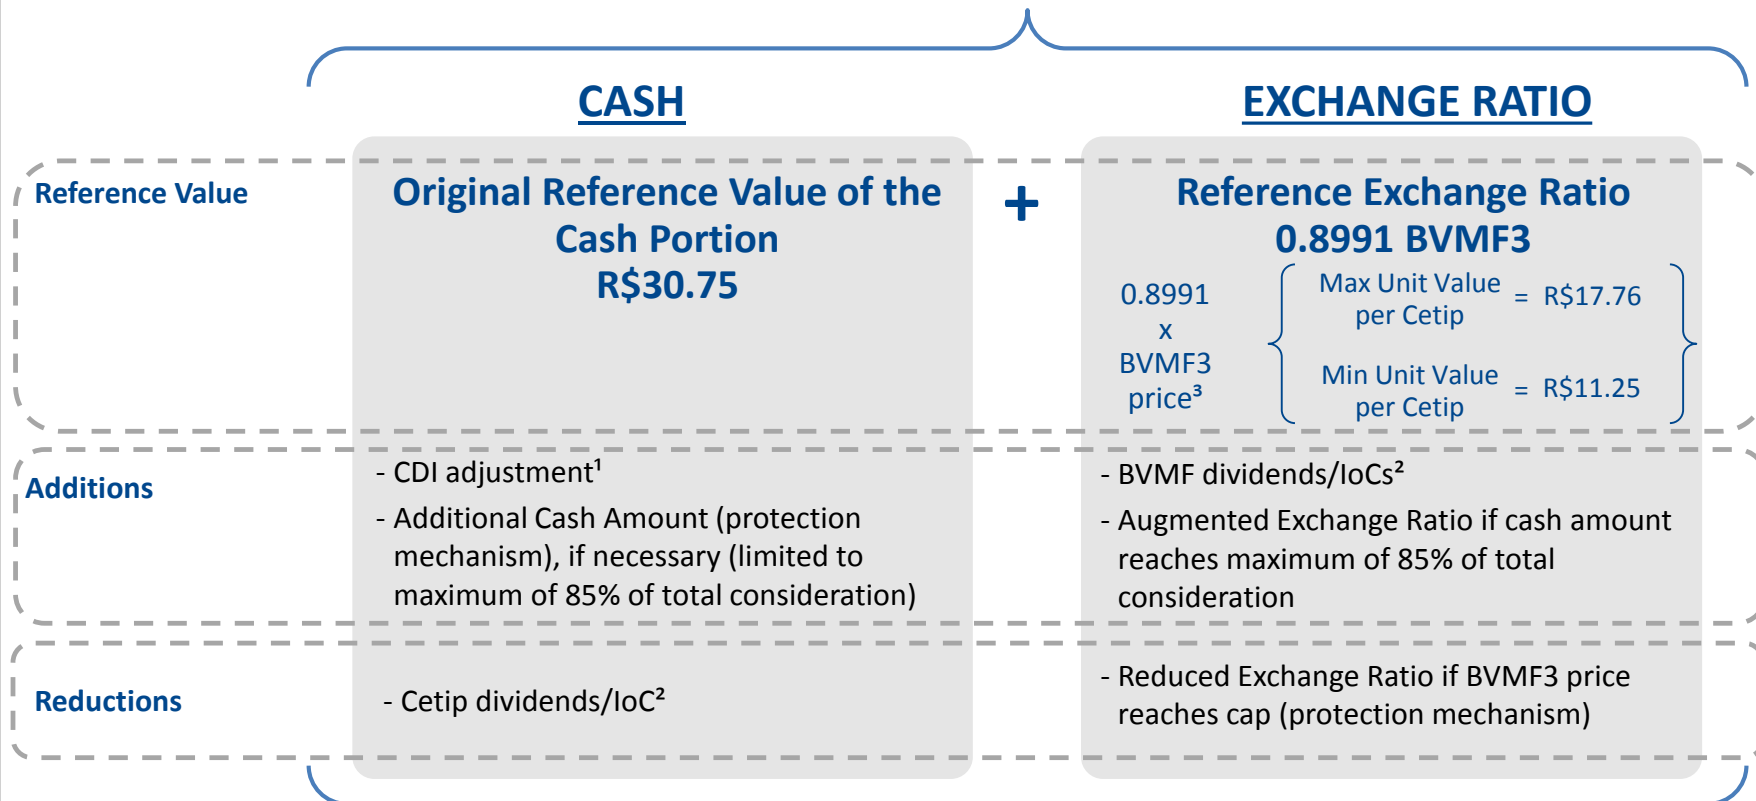 CASH
EXCHANGE RATIO
Reference Value
Original Reference Value of the
Cash Portion
R$30.75
+
Reference Exchange Ratio
0.8991 BVMF3
0.8991
x
BVMF3
price³
Max Unit Value
per Cetip
= R$17.76
Min Unit Value
per Cetip
= R$11.25
Additions
- CDI adjustment¹
- Additional Cash Amount (protection
mechanism), if necessary (limited to
maximum of 85% of total consideration)
- BVMF dividends/IoCs²
- Augmented Exchange Ratio if cash amount
reaches maximum of 85% of total
consideration
Reductions
- Cetip dividends/IoC²
- Reduced Exchange Ratio if BVMF3 price
reaches cap (protection mechanism)